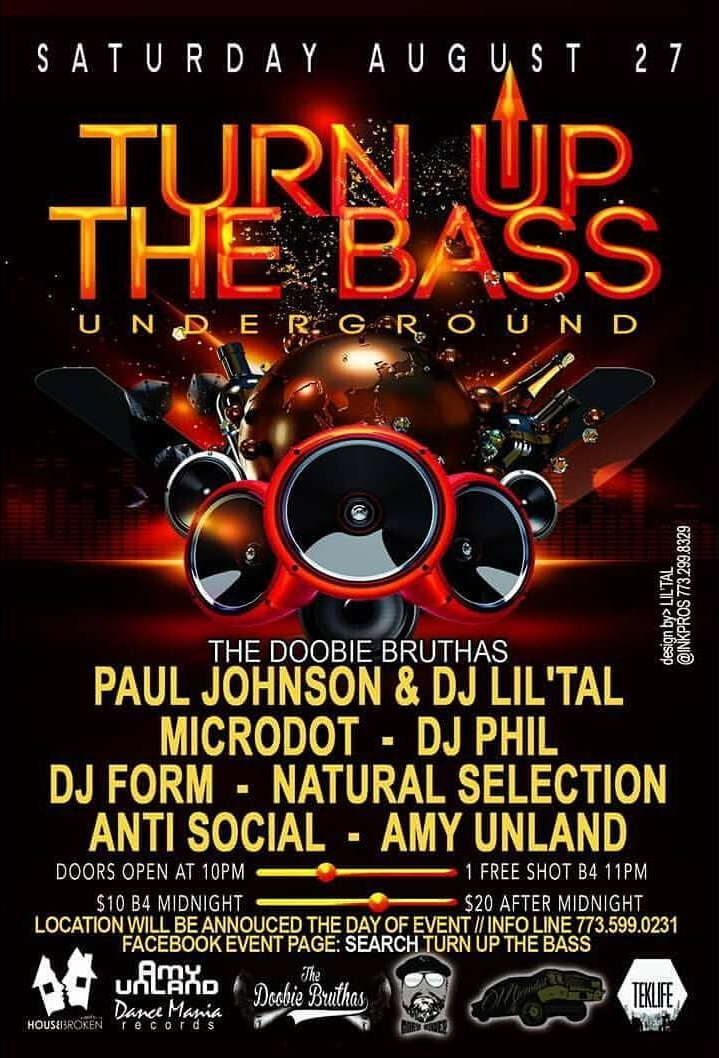 SATURDAY AUGUST 27
TURN UP
THE BASS
UNDERGROUND
design by> LIL'TAL
@INKPROS 773.299.8329
THE DOOBIE BRUTHAS
PAUL JOHNSON & DJ LIL'TAL
MICRODOT - DJ PHIL
DJ FORM - NATURAL SELECTION
ANTI SOCIAL - AMY UNLAND
DOORS OPEN AT 10PM 1 FREE SHOT B4 11PM
$10 B4 MIDNIGHT $20 AFTER MIDNIGHT
LOCATION WILL BE ANNOUCED THE DAY OF EVENT // INFO LINE 773.599.0231
FACEBOOK EVENT PAGE: SEARCH TURN UP THE BASS
HOUSEBROKEN
AMY
UNLAND
Dance Mania
records
The
Doobie Bruthas
TEKLIFE